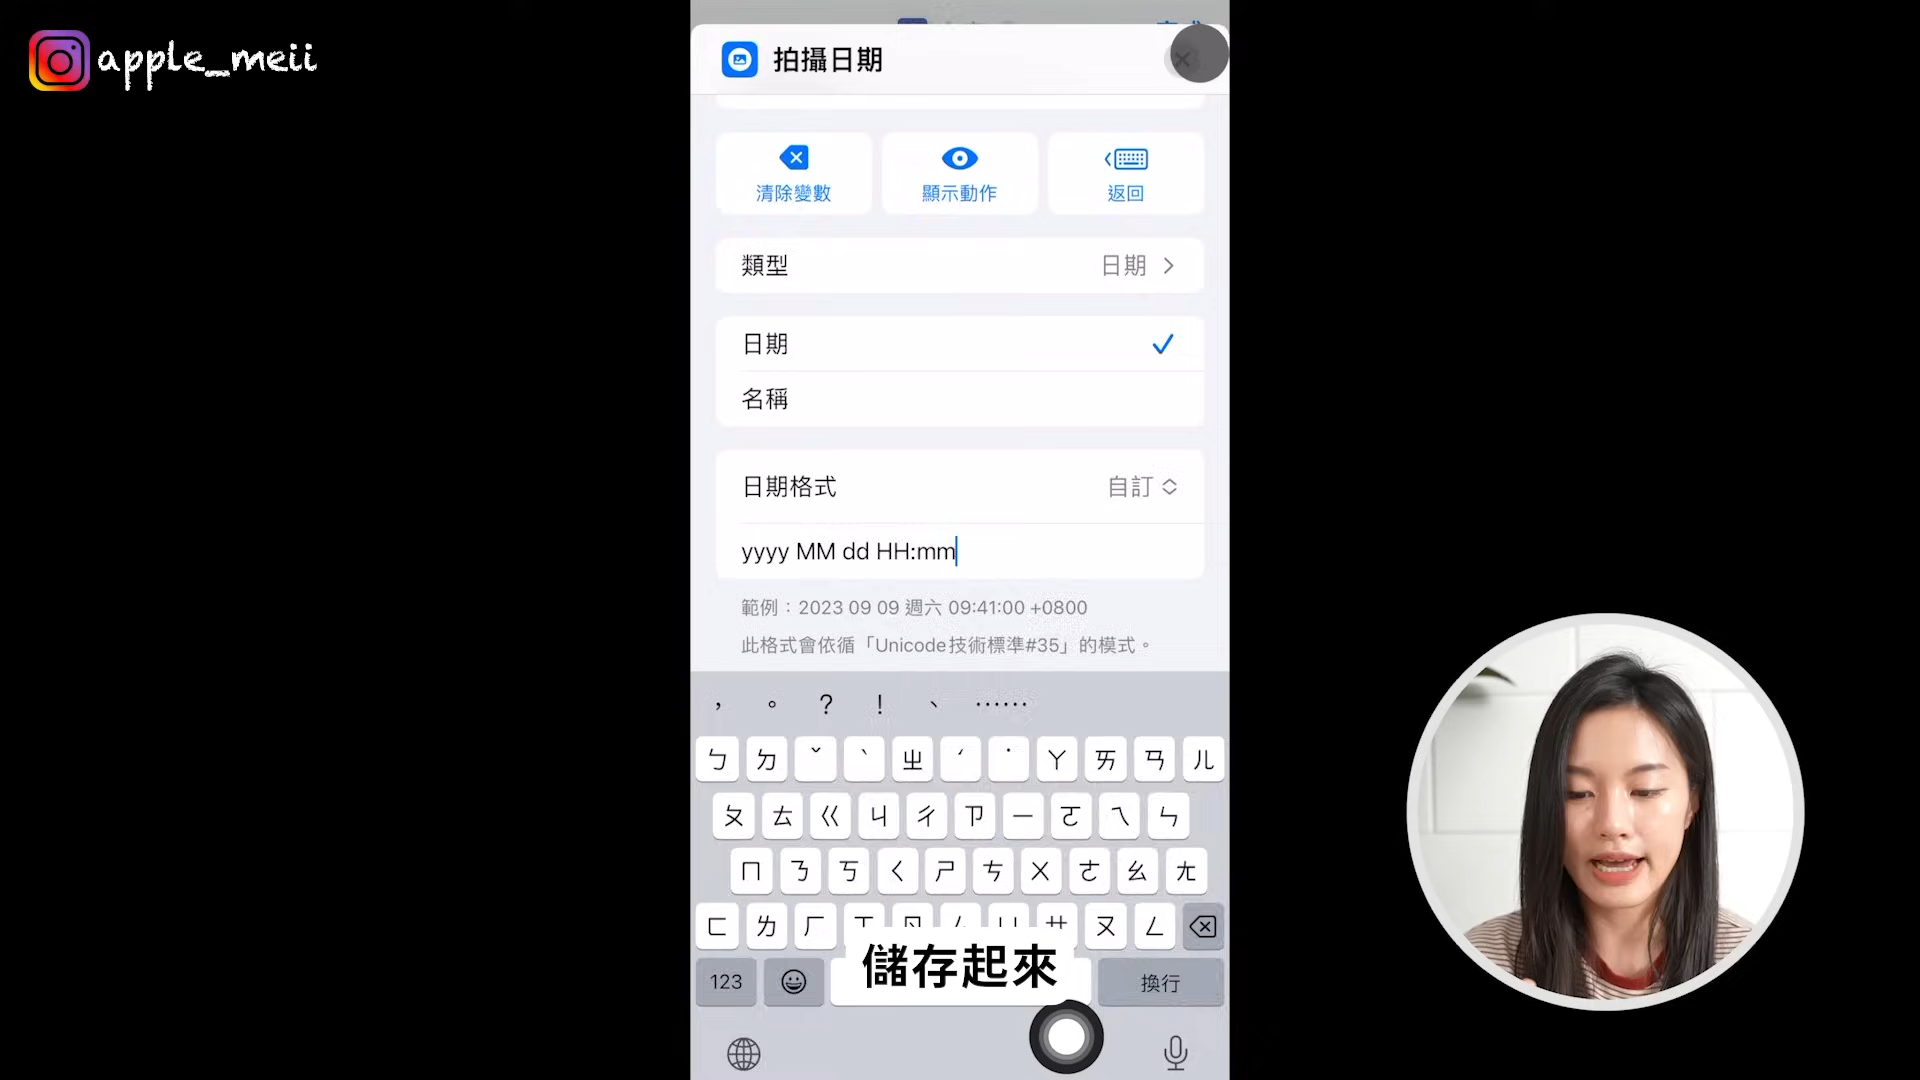 apple_meii
拍攝日期
清除變數
顯示動作
返回
類型
日期
日期
名稱
日期格式
自訂
yyyy MM dd HH:mm
範例：2023 09 09 週六 09:41:00 +0800
此格式會依循「Unicode技術標準#35」的模式。
， 。 ? ! 、 ⋯⋯
ㄅ ㄉ ˇ ˋ ㄓ ˊ ˙ ㄚ ㄞ ㄢ ㄦ
ㄆ ㄊ ㄍ ㄐ ㄔ ㄗ ㄧ ㄛ ㄟ ㄣ
ㄇ ㄋ ㄎ ㄑ ㄕ ㄘ ㄨ ㄜ ㄠ ㄤ
ㄈ ㄌ ㄏ ㄒ ㄖ ㄙ ㄩ ㄝ ㄡ ㄥ
123
儲存起來
換行